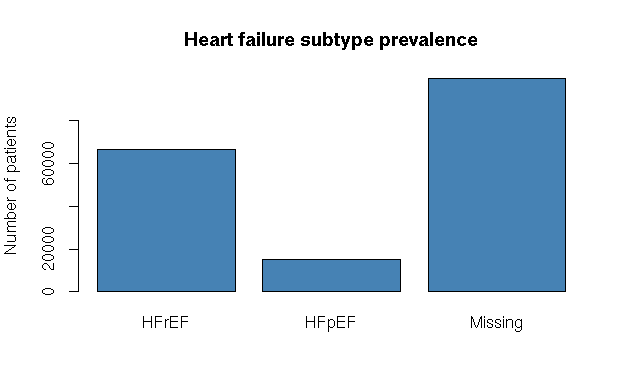 Heart failure subtype prevalence
Number of patients
60000
20000
0
HFrEF
HFpEF
Missing